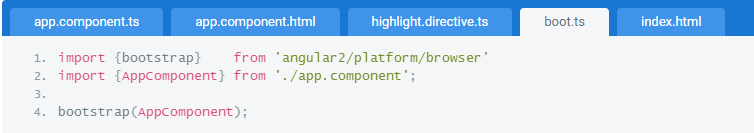 app.component.ts app.component.html highlight.directive.ts boot.ts index.html
1. import {bootstrap}    from 'angular2/platform/browser'
2. import {AppComponent} from './app.component';
3.
4. bootstrap(AppComponent);